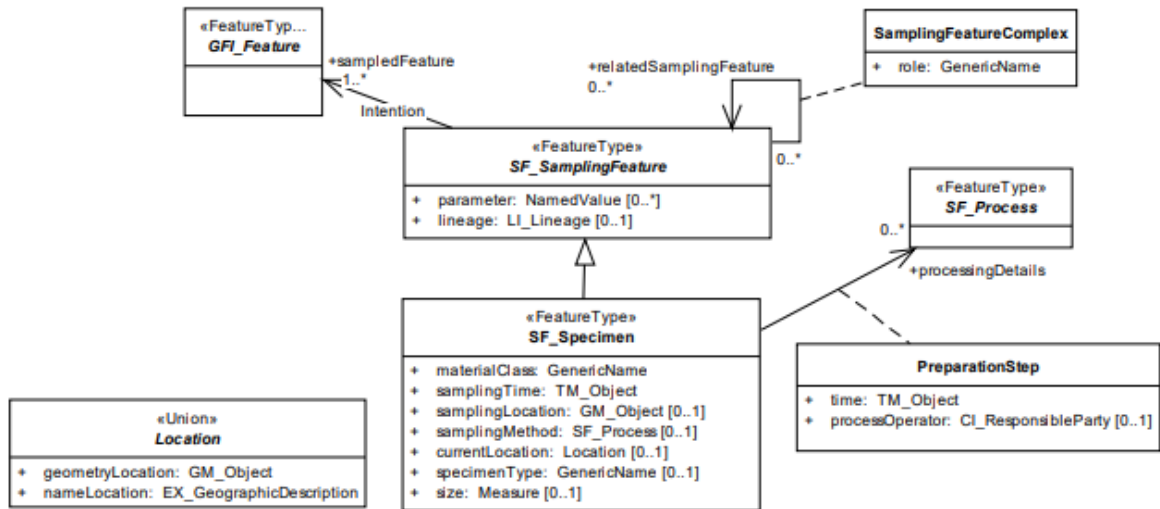 «FeatureTyp...
GFI_Feature
+sampledFeature
1..*
Intention
+relatedSamplingFeature
0..*
0..*
SamplingFeatureComplex
+ role: GenericName
«FeatureType»
SF_SamplingFeature
+ parameter: NamedValue [0..*]
+ lineage: LI_Lineage [0..1]
«FeatureType»
SF_Process
0..*
+processingDetails
«FeatureType»
SF_Specimen
+ materialClass: GenericName
+ samplingTime: TM_Object
+ samplingLocation: GM_Object [0..1]
+ samplingMethod: SF_Process [0..1]
+ currentLocation: Location [0..1]
+ specimenType: GenericName [0..1]
+ size: Measure [0..1]
PreparationStep
+ time: TM_Object
+ processOperator: CI_ResponsibleParty [0..1]
«Union»
Location
+ geometryLocation: GM_Object
+ nameLocation: EX_GeographicDescription